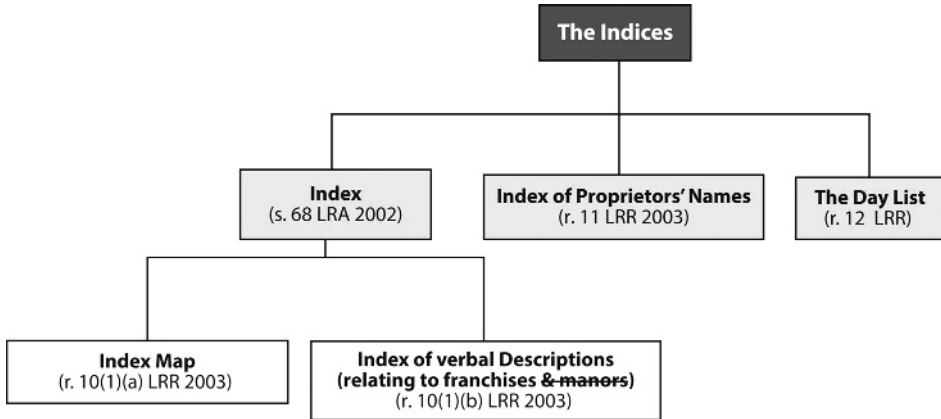 The Indices
Index
(s. 68 LRA 2002)
Index of Proprietors’ Names
(r. 11 LRR 2003)
The Day List
(r. 12 LRR)
Index Map
(r. 10(1)(a) LRR 2003)
Index of verbal Descriptions
(relating to franchises & manors)
(r. 10(1)(b) LRR 2003)